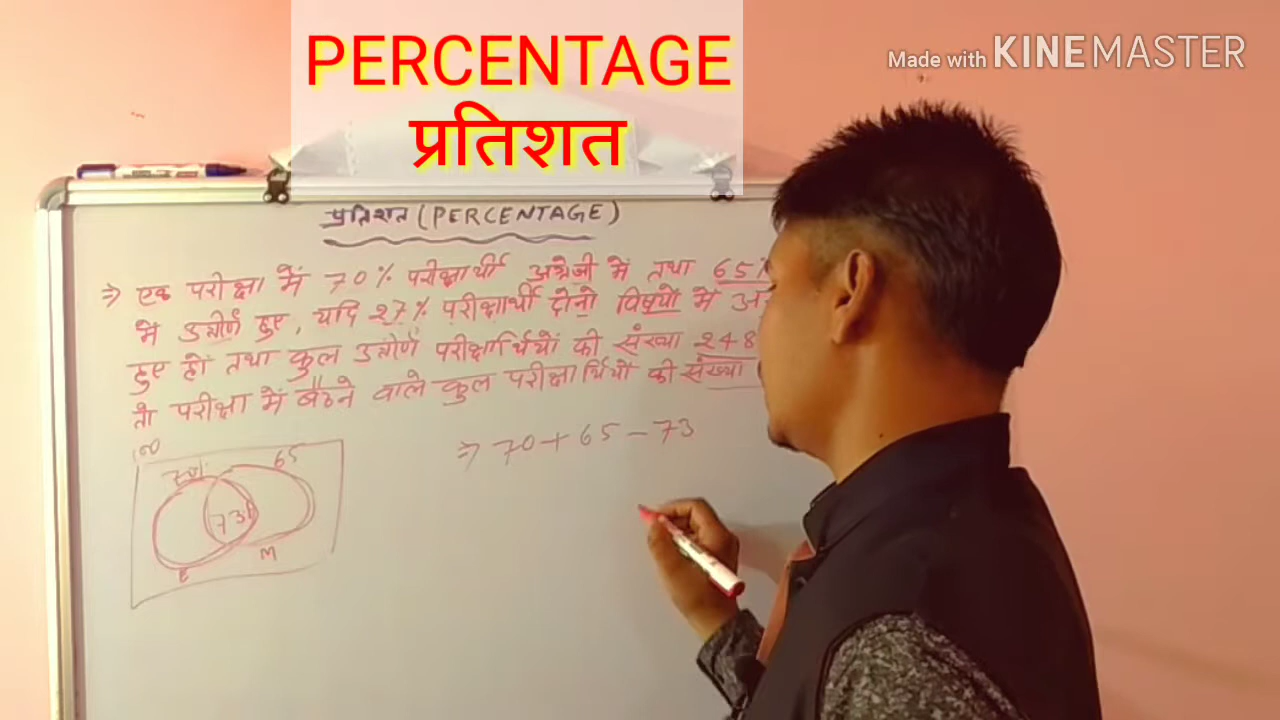 PERCENTAGE
प्रतिशत
Made with KINEMASTER
प्रतिशत (PERCENTAGE)
⇒ एक परीक्षा में 70% परीक्षार्थी अंग्रेजी में तथा 65%
में उत्तीर्ण हुए, यदि 27% परीक्षार्थी दोनो विषयों में
हुए हों तथा कुल उत्तीर्ण परीक्षार्थियों की संख्या 248
तो परीक्षा में बैठने वाले कुल परीक्षार्थियों की संख्या
100
65
73%
E
M
⇒ 70+65-73